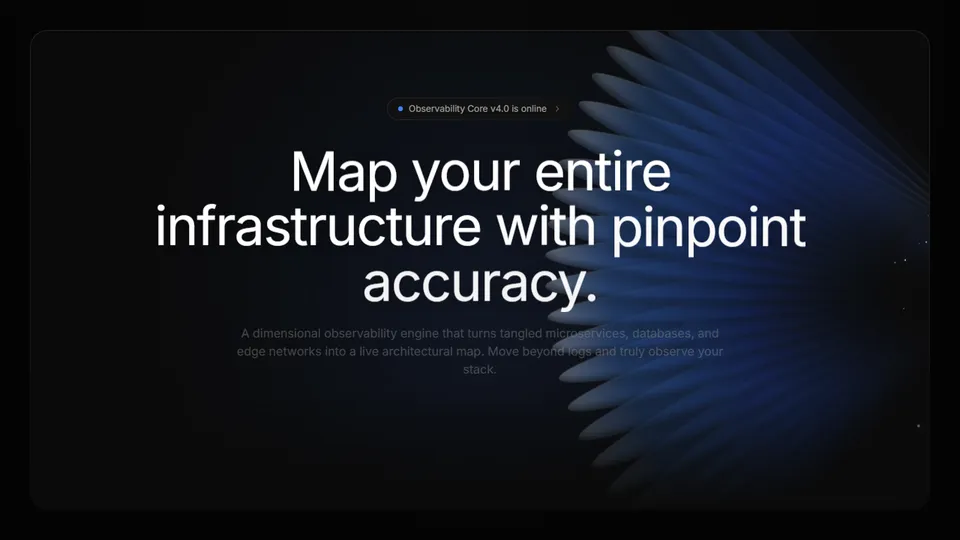 Observability Core v4.0 is online
Map your entire
infrastructure with pinpoint
accuracy.
A dimensional observability engine that turns tangled microservices, databases, and
edge networks into a live architectural map. Move beyond logs and truly observe your
stack.